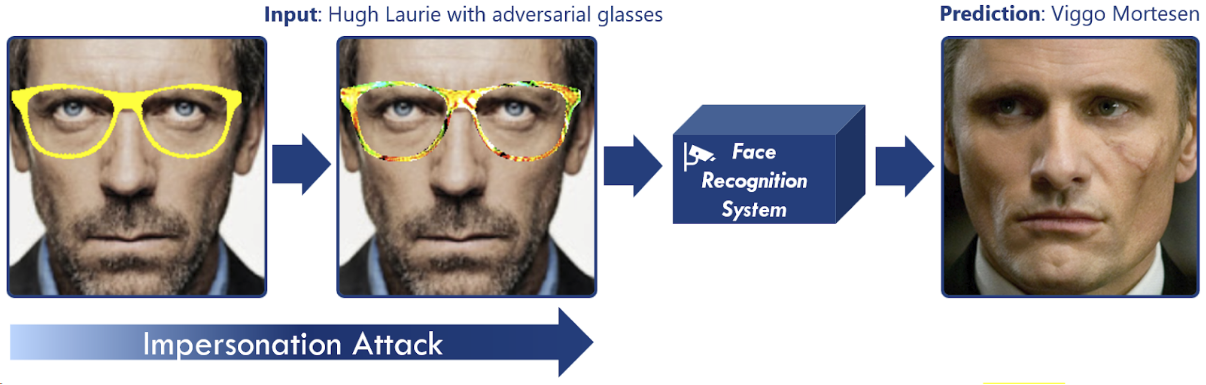 Input: Hugh Laurie with adversarial glasses
Prediction: Viggo Mortesen
Face
Recognition
System
Impersonation Attack